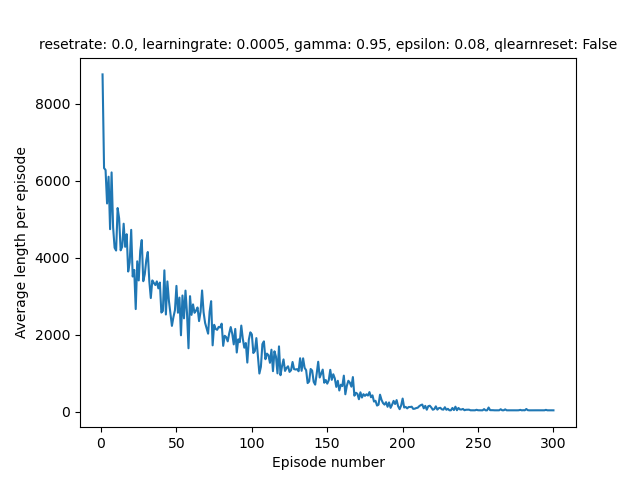 resetrate: 0.0, learningrate: 0.0005, gamma: 0.95, epsilon: 0.08, qlearnreset: False
8000
6000
4000
2000
0
Average length per episode
0 50 100 150 200 250 300
Episode number